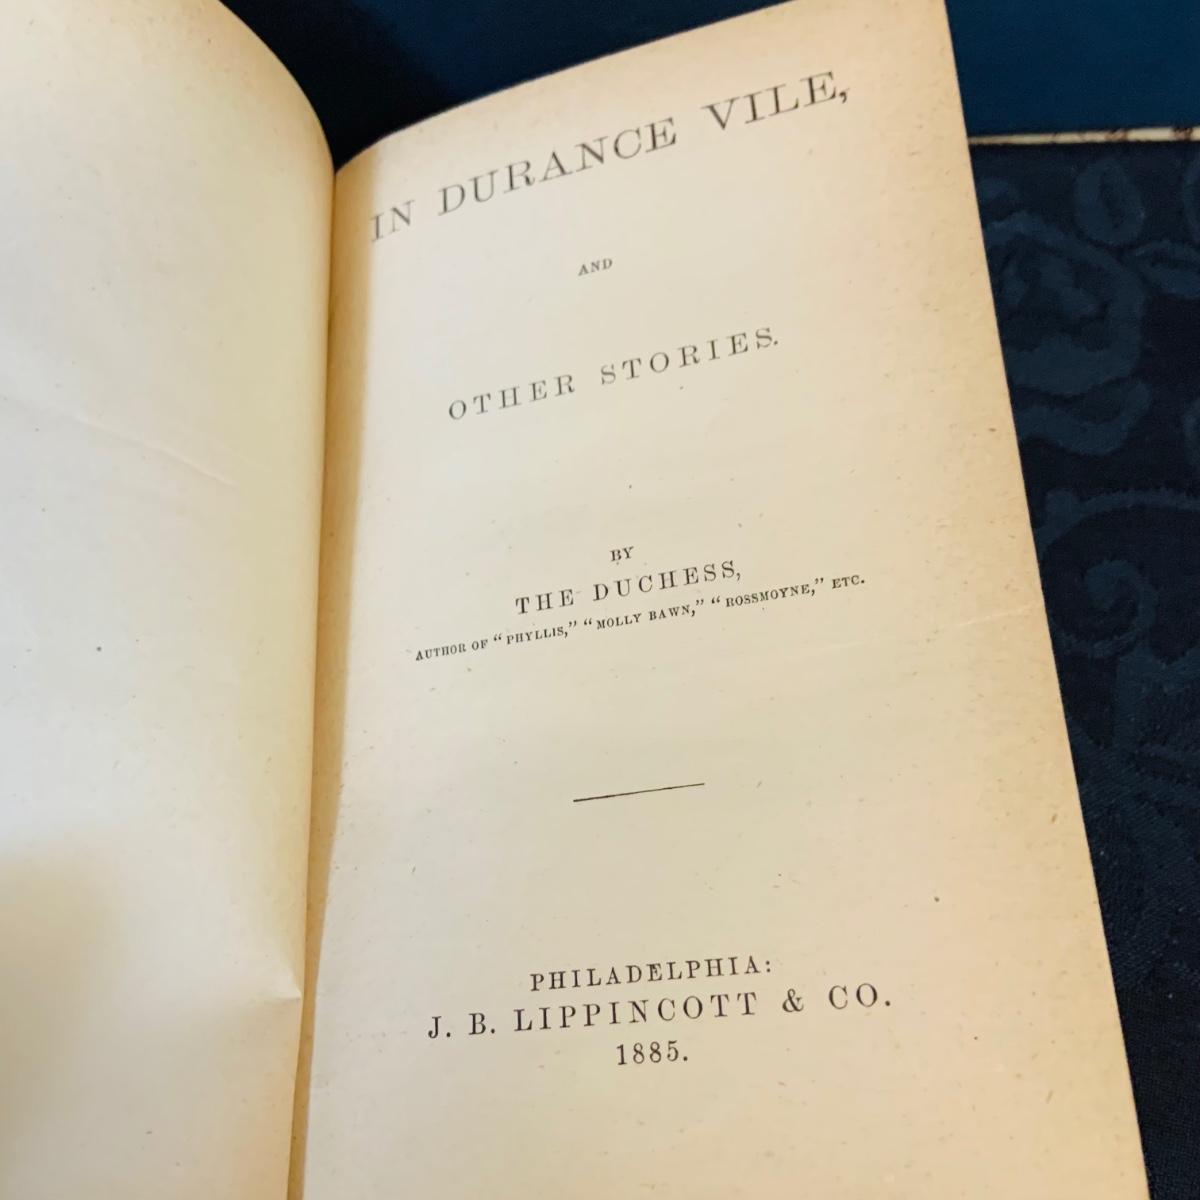 IN DURANCE VILE,
AND
OTHER STORIES.
BY
THE DUCHESS,
AUTHOR OF “PHYLLIS,” “MOLLY BAWN,” “ROSSMOYNE,” ETC.
PHILADELPHIA:
J. B. LIPPINCOTT & CO.
1885.